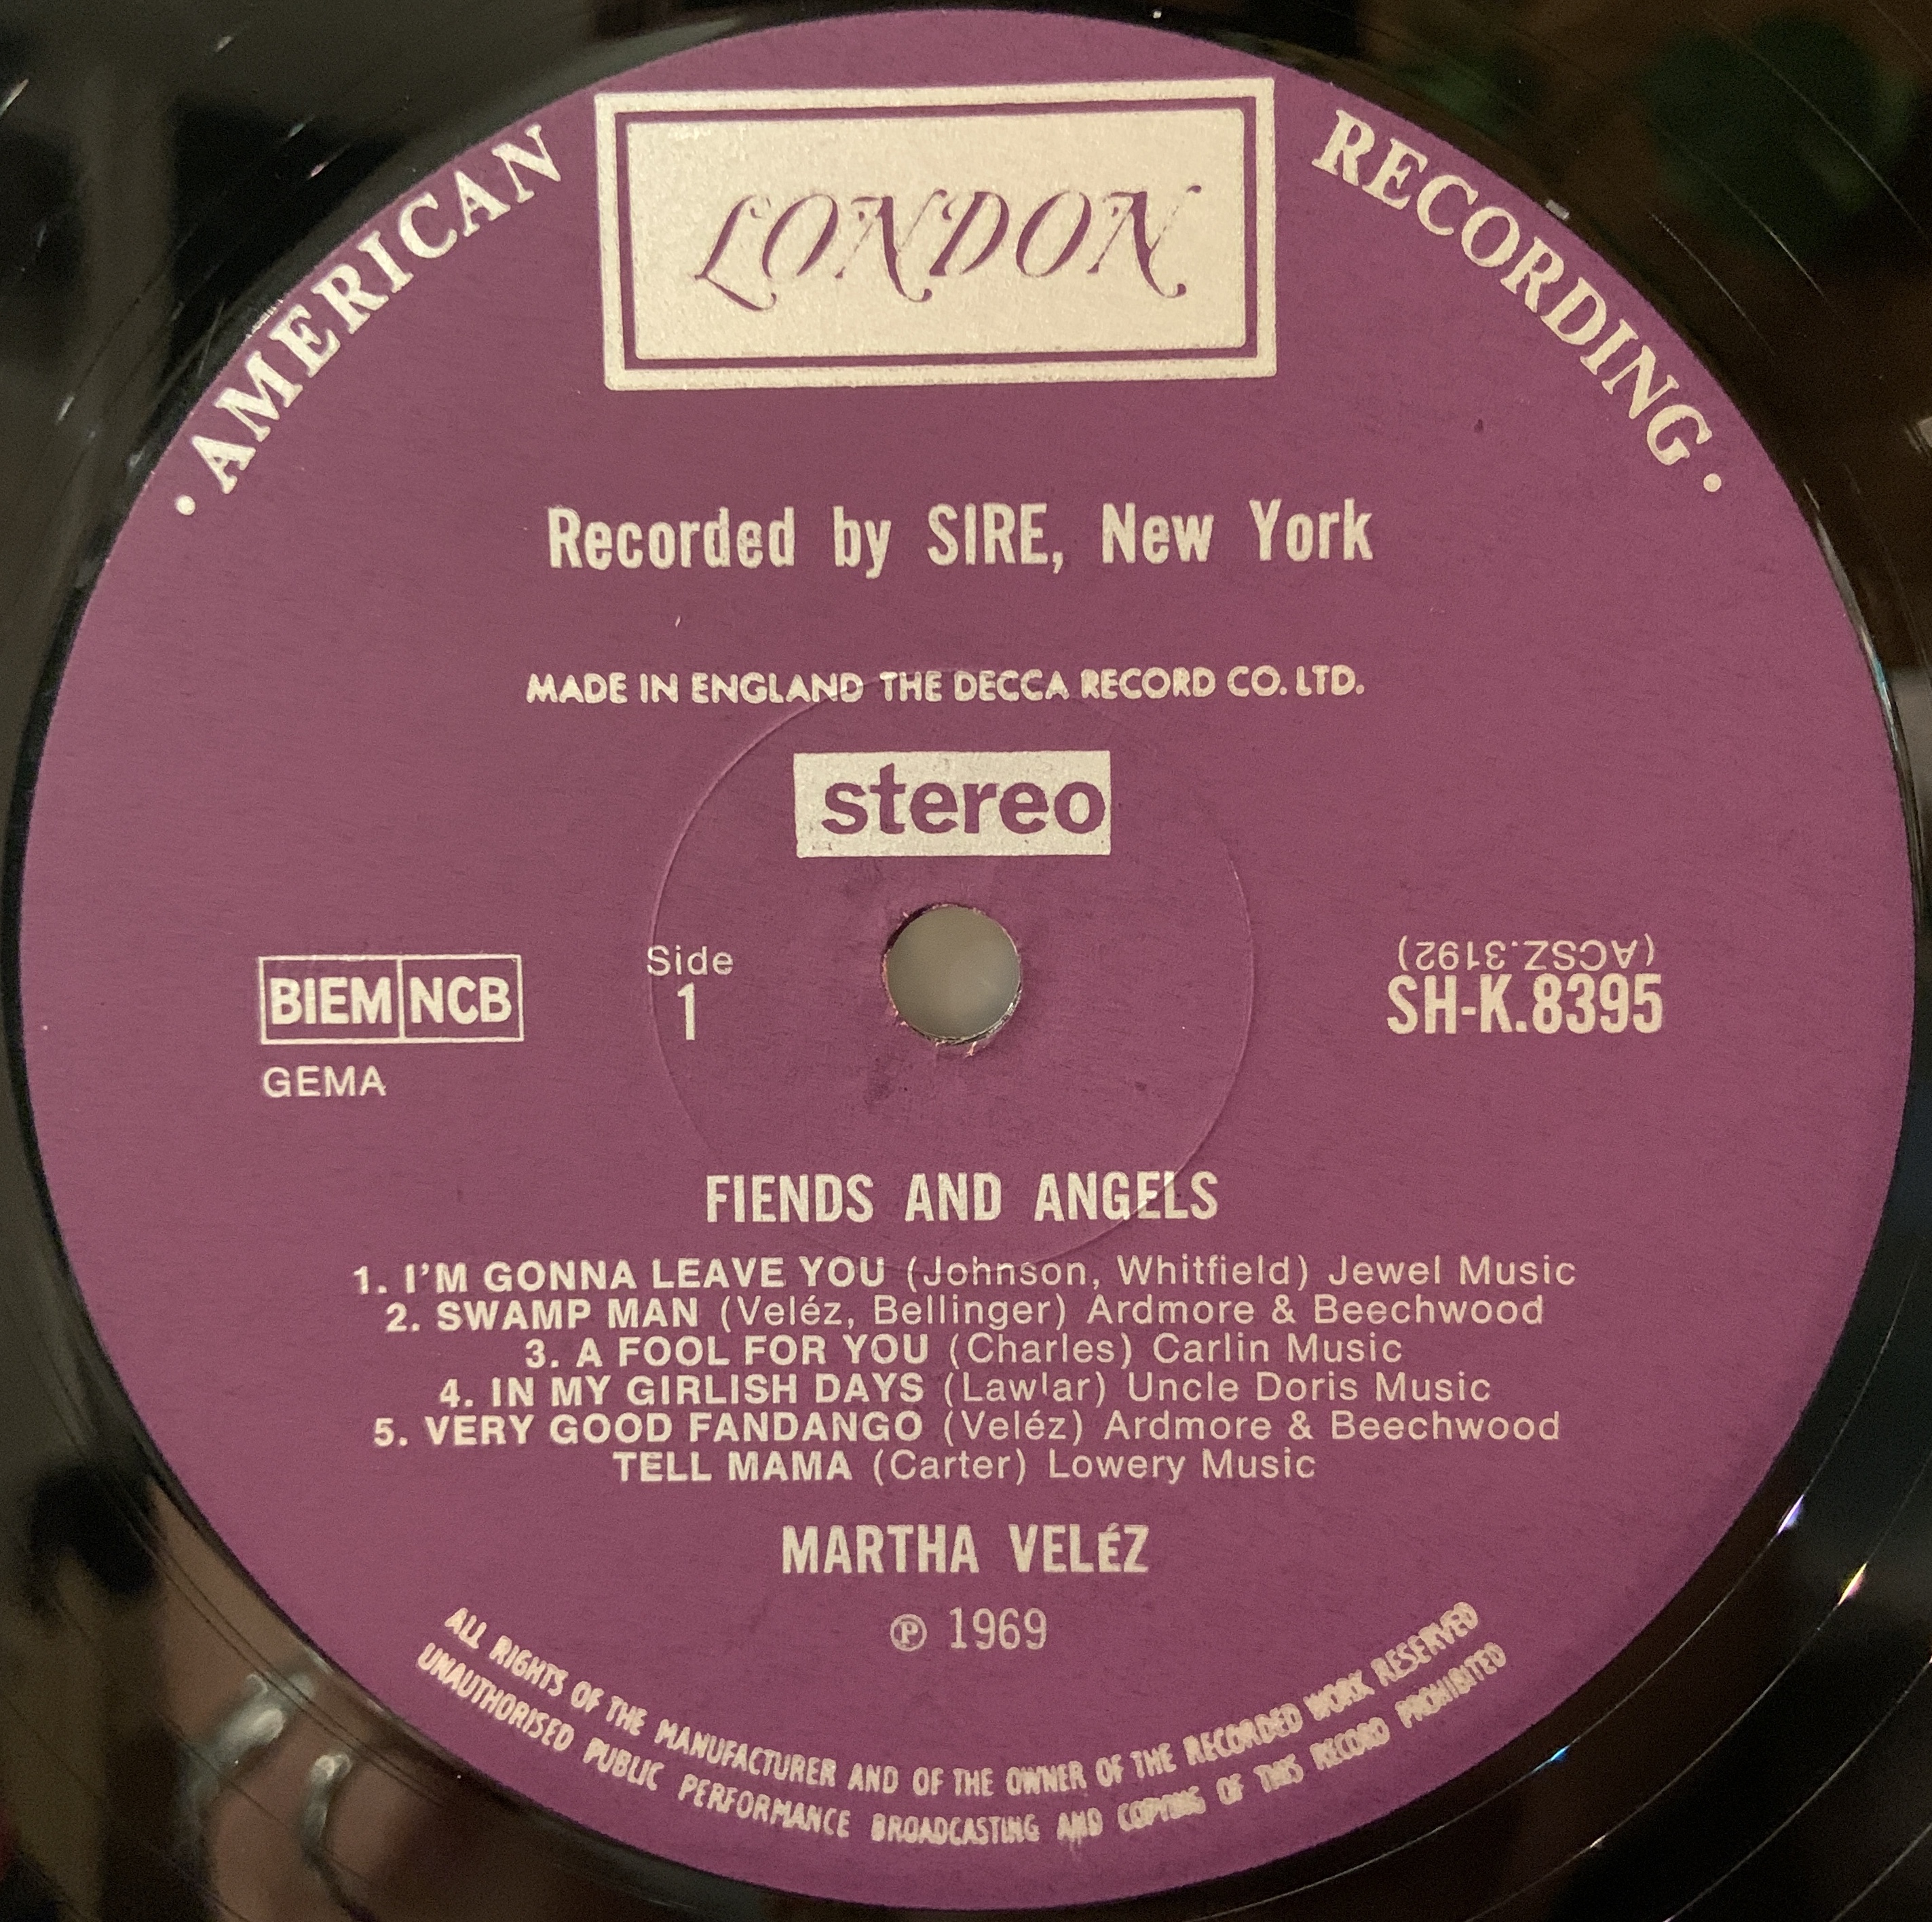 • AMERICAN RECORDING •
LONDON
Recorded by SIRE, New York
MADE IN ENGLAND THE DECCA RECORD CO. LTD.
stereo
(ACSZ.3192)
BIEM NCB
GEMA
Side
1
SH-K.8395
FIENDS AND ANGELS
1. I'M GONNA LEAVE YOU (Johnson, Whitfield) Jewel Music
2. SWAMP MAN (Veléz, Bellinger) Ardmore & Beechwood
3. A FOOL FOR YOU (Charles) Carlin Music
4. IN MY GIRLISH DAYS (Lawlar) Uncle Doris Music
5. VERY GOOD FANDANGO (Veléz) Ardmore & Beechwood
TELL MAMA (Carter) Lowery Music
MARTHA VELéZ
℗ 1969
ALL RIGHTS OF THE MANUFACTURER AND OF THE OWNER OF THE RECORDED WORK RESERVED
UNAUTHORISED PUBLIC PERFORMANCE BROADCASTING AND COPYING OF THIS RECORD PROHIBITED